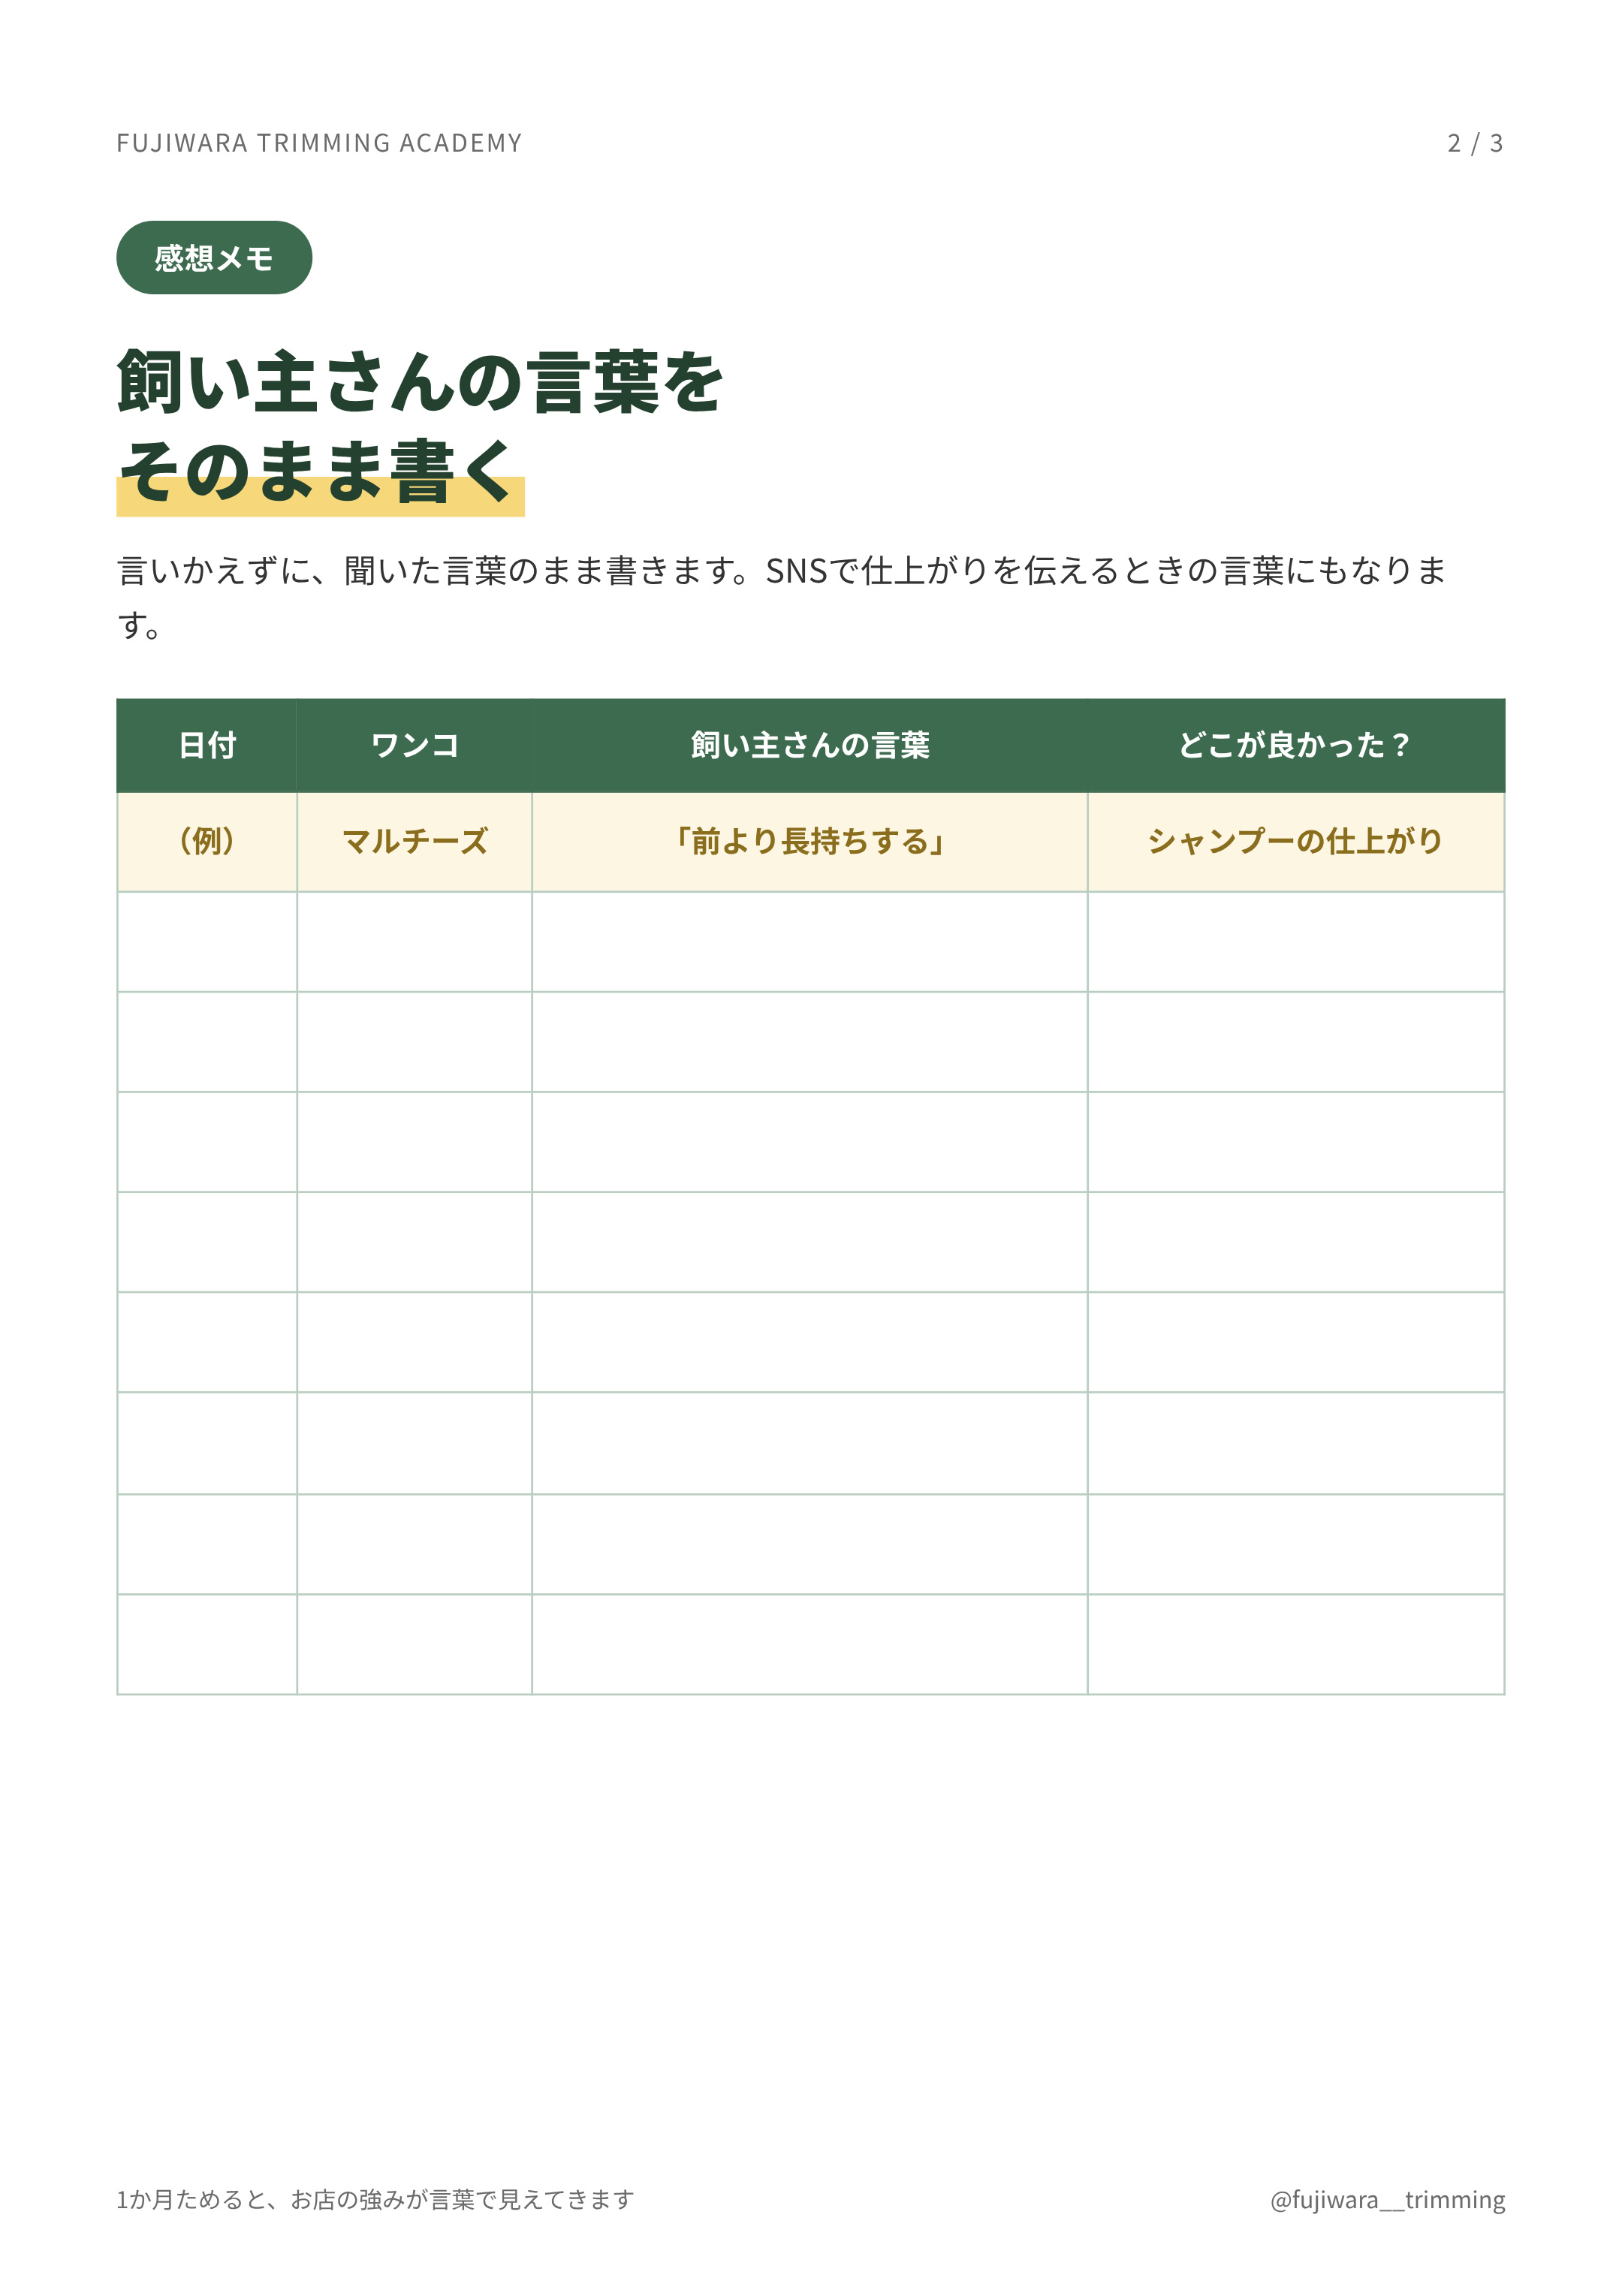 FUJIWARA TRIMMING ACADEMY
2 / 3
感想メモ
飼い主さんの言葉を
そのまま書く
言いかえずに、聞いた言葉のまま書きます。SNSで仕上がりを伝えるときの言葉にもなりま
す。
日付 ワンコ 飼い主さんの言葉 どこが良かった？
（例） マルチーズ 「前より長持ちする」 シャンプーの仕上がり
1か月ためると、お店の強みが言葉で見えてきます
@fujiwara__trimming